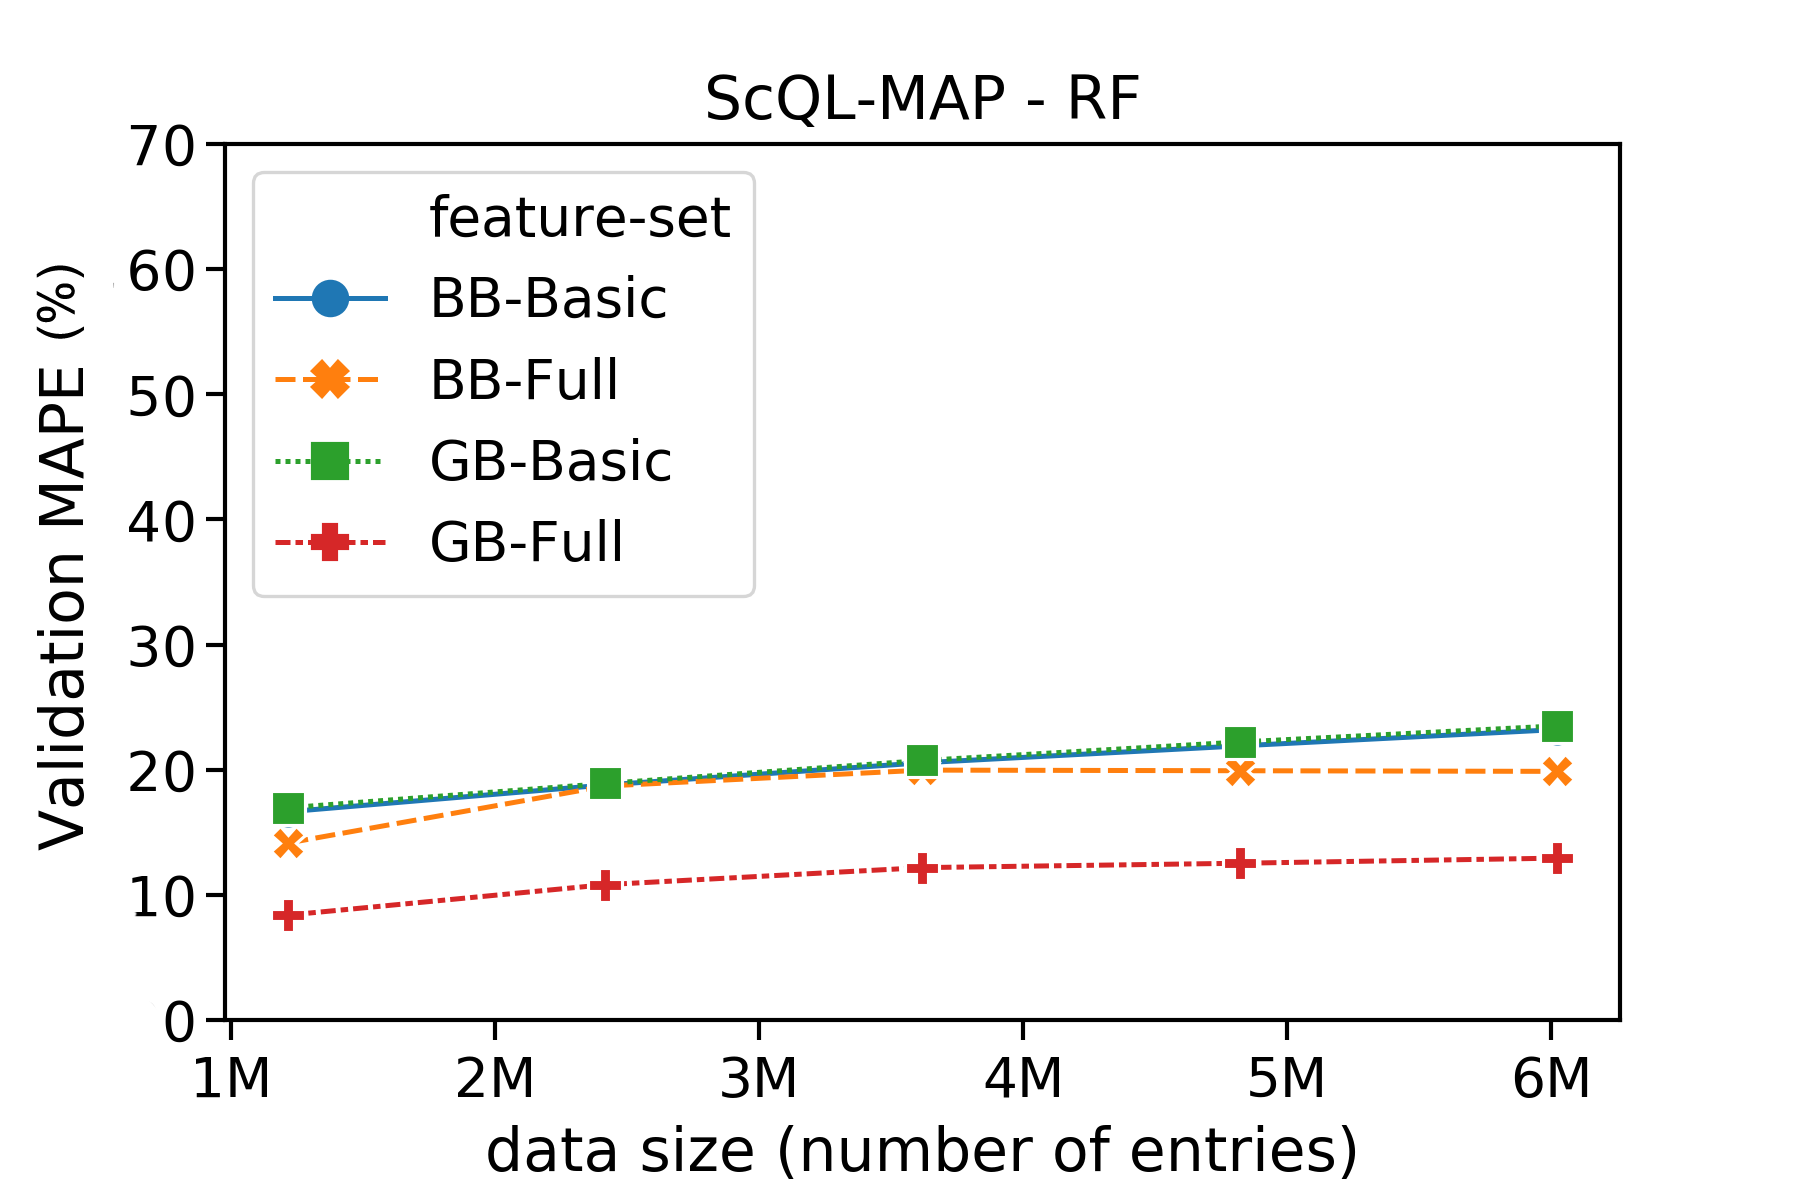 ScQL-MAP - RF
Validation MAPE (%)
70
60
50
40
30
20
10
0
feature-set
BB-Basic
BB-Full
GB-Basic
GB-Full
1M 2M 3M 4M 5M 6M
data size (number of entries)